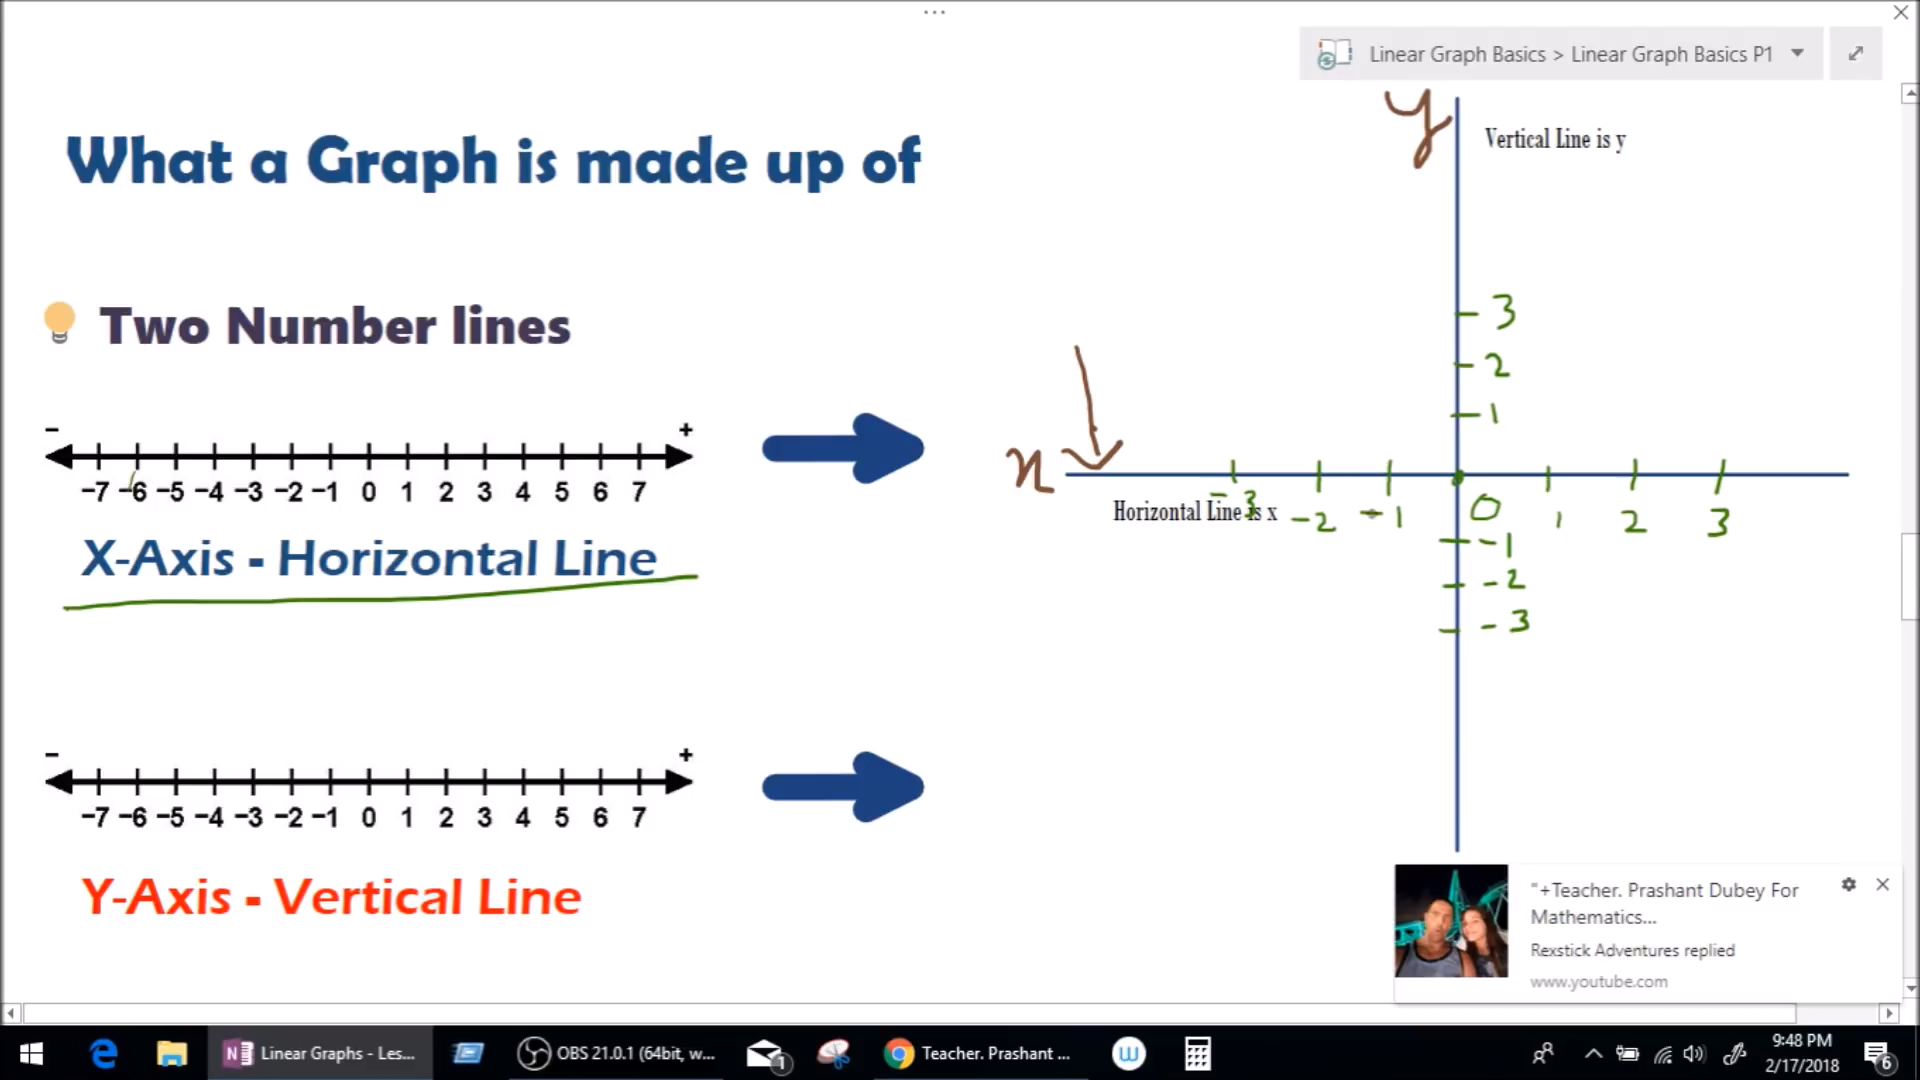 Linear Graph Basics > Linear Graph Basics P1
What a Graph is made up of
y
Vertical Line is y
Two Number lines
3
2
1
- +
-7 -6 -5 -4 -3 -2 -1 0 1 2 3 4 5 6 7
x
-3 -2 -1 0 1 2 3
Horizontal Line is x
-1
-2
-3
X-Axis - Horizontal Line
- +
-7 -6 -5 -4 -3 -2 -1 0 1 2 3 4 5 6 7
Y-Axis - Vertical Line
"+Teacher. Prashant Dubey For
Mathematics...
Rexstick Adventures replied
www.youtube.com
N Linear Graphs - Les...
OBS 21.0.1 (64bit, w...
1
Teacher. Prashant ...
W
9:48 PM
2/17/2018
6